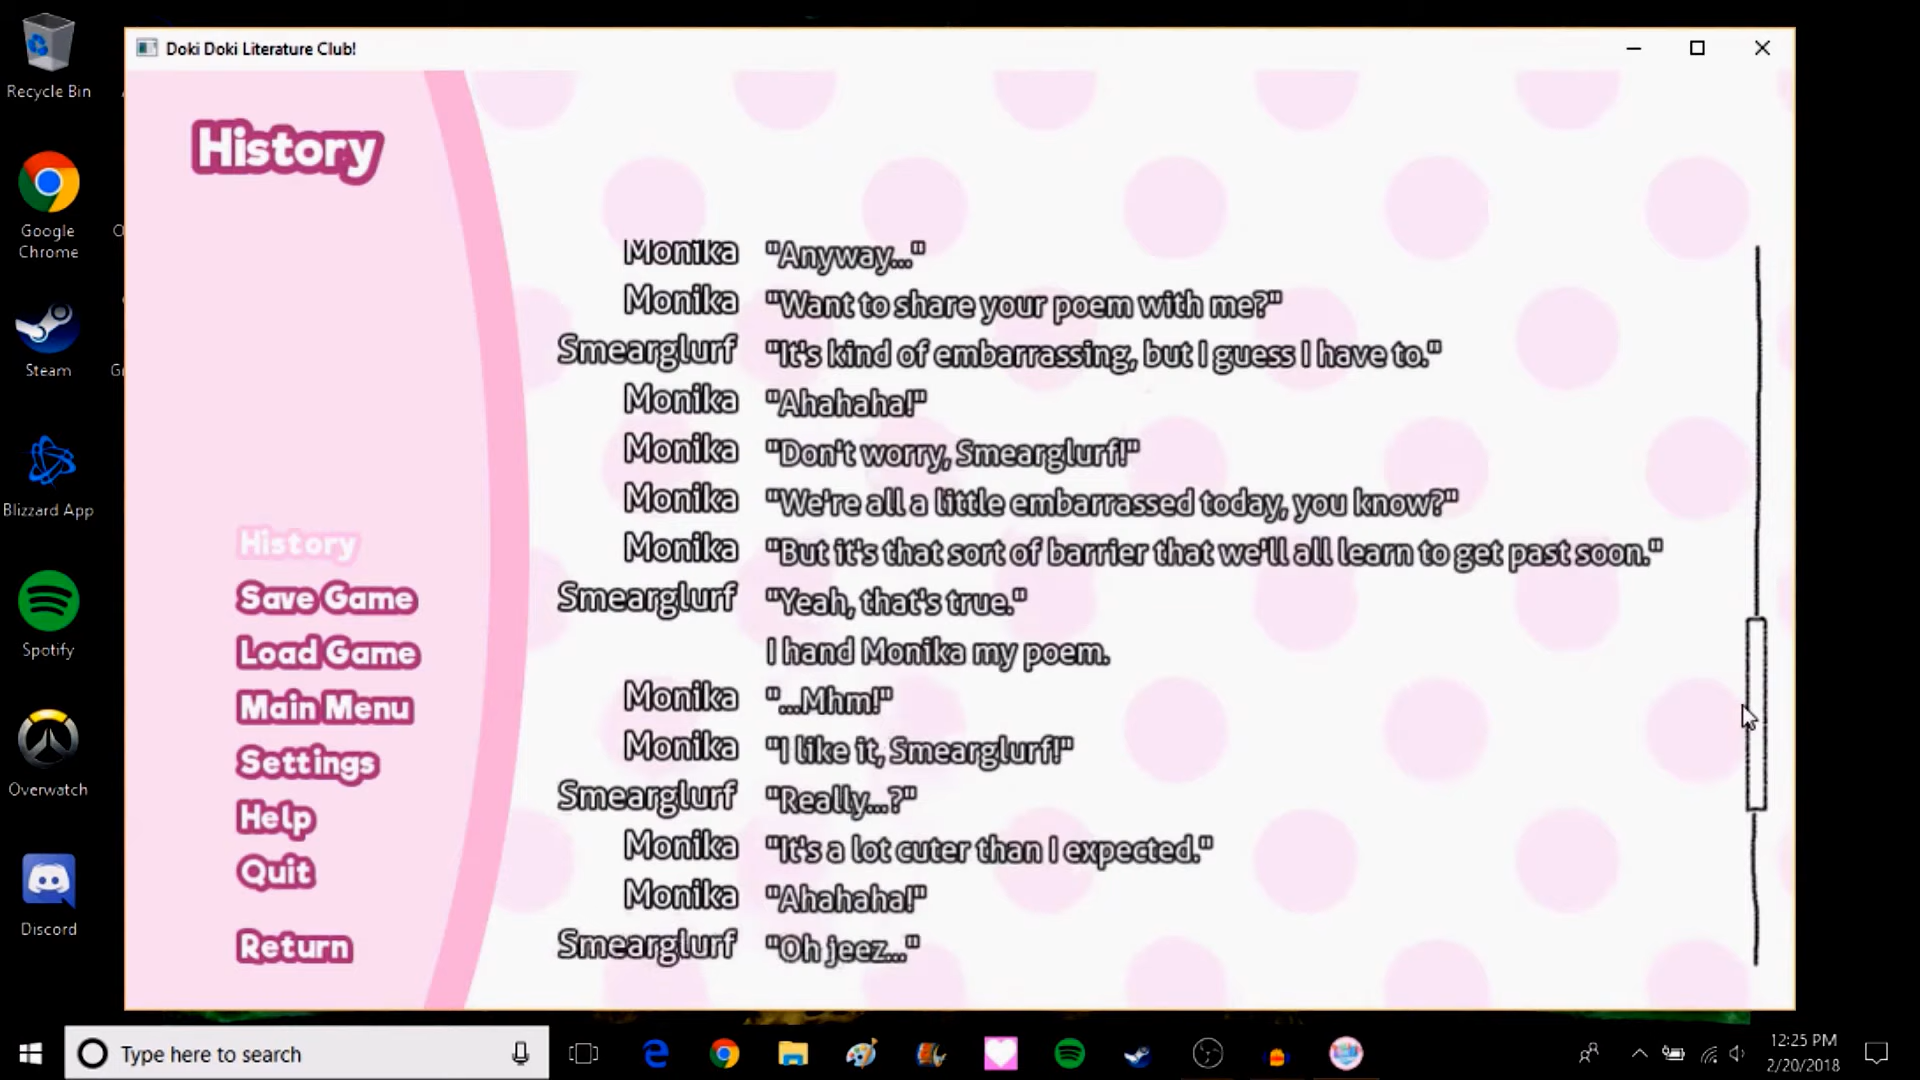 Doki Doki Literature Club!
Recycle Bin
Google
Chrome
Steam
Blizzard App
Spotify
Overwatch
Discord
History
History
Save Game
Load Game
Main Menu
Settings
Help
Quit
Return
Monika "Anyway..."
Monika "Want to share your poem with me?"
Smearglurf "It's kind of embarrassing, but I guess I have to."
Monika "Ahahaha!"
Monika "Don't worry, Smearglurf!"
Monika "We're all a little embarrassed today, you know?"
Monika "But it's that sort of barrier that we'll all learn to get past soon."
Smearglurf "Yeah, that's true."
I hand Monika my poem.
Monika "...Mhm!"
Monika "I like it, Smearglurf!"
Smearglurf "Really...?"
Monika "It's a lot cuter than I expected."
Monika "Ahahaha!"
Smearglurf "Oh jeez..."
Type here to search
12:25 PM
2/20/2018